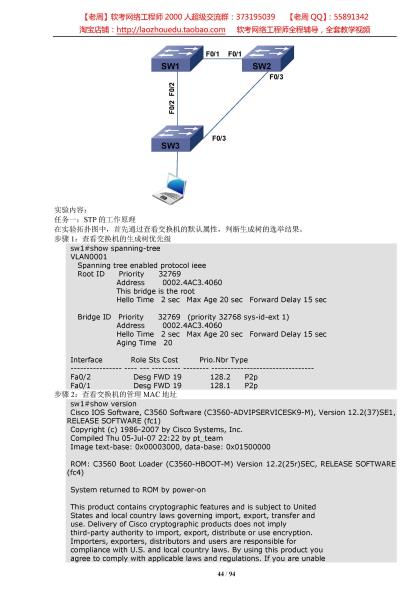 【老周】软考网络工程师 2000 人超级交流群：373195039 【老周 QQ】：55891342
淘宝店铺：http://laozhouedu.taobao.com 软考网络工程师全程辅导，全套教学视频
F0/1 F0/1
SW1
SW2
F0/3
F0/2
F0/2
F0/3
SW3
实验内容：
任务一：STP 的工作原理
在实验拓扑图中，首先通过查看交换机的默认属性，判断生成树的选举结果。
步骤 1：查看交换机的生成树优先级
sw1#show spanning-tree
VLAN0001
Spanning tree enabled protocol ieee
Root ID Priority 32769
Address 0002.4AC3.4060
This bridge is the root
Hello Time 2 sec Max Age 20 sec Forward Delay 15 sec
Bridge ID Priority 32769 (priority 32768 sys-id-ext 1)
Address 0002.4AC3.4060
Hello Time 2 sec Max Age 20 sec Forward Delay 15 sec
Aging Time 20
Interface Role Sts Cost Prio.Nbr Type
---------------- ---- --- --------- -------- --------------------------------
Fa0/2 Desg FWD 19 128.2 P2p
Fa0/1 Desg FWD 19 128.1 P2p
步骤 2：查看交换机的管理 MAC 地址
sw1#show version
Cisco IOS Software, C3560 Software (C3560-ADVIPSERVICESK9-M), Version 12.2(37)SE1,
RELEASE SOFTWARE (fc1)
Copyright (c) 1986-2007 by Cisco Systems, Inc.
Compiled Thu 05-Jul-07 22:22 by pt_team
Image text-base: 0x00003000, data-base: 0x01500000
ROM: C3560 Boot Loader (C3560-HBOOT-M) Version 12.2(25r)SEC, RELEASE SOFTWARE
(fc4)
System returned to ROM by power-on
This product contains cryptographic features and is subject to United
States and local country laws governing import, export, transfer and
use. Delivery of Cisco cryptographic products does not imply
third-party authority to import, export, distribute or use encryption.
Importers, exporters, distributors and users are responsible for
compliance with U.S. and local country laws. By using this product you
agree to comply with applicable laws and regulations. If you are unable
44 / 94